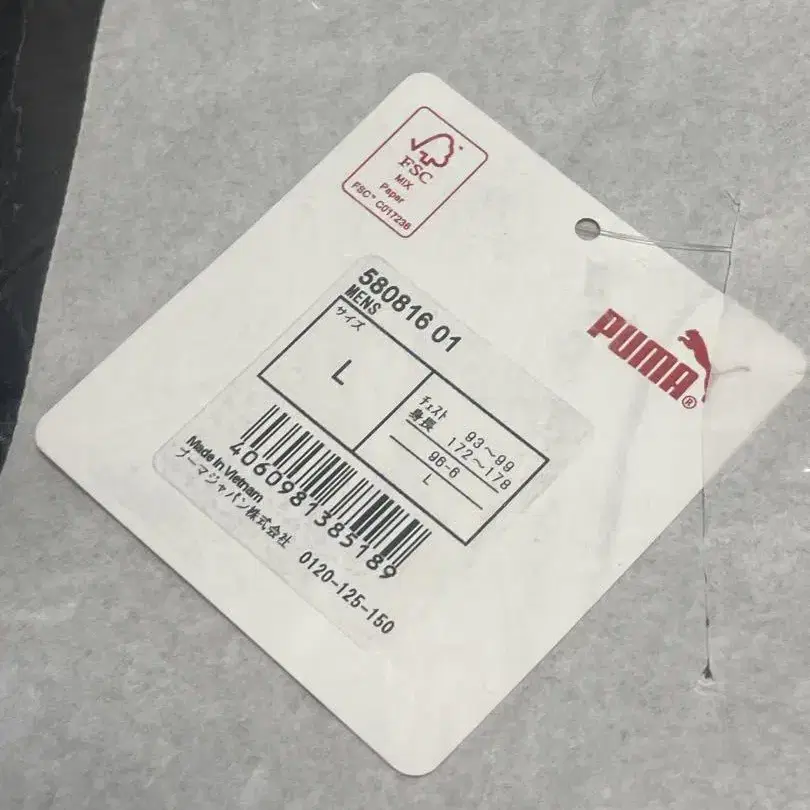 FSC
MIX
Paper
FSC™ C017236
PUMA®
580816 01
MENS
サイズ
L
チェスト 93～99
身長 172～178
96-6
L
4060981385189
Made in Vietnam
プーマジャパン株式会社 0120-125-150